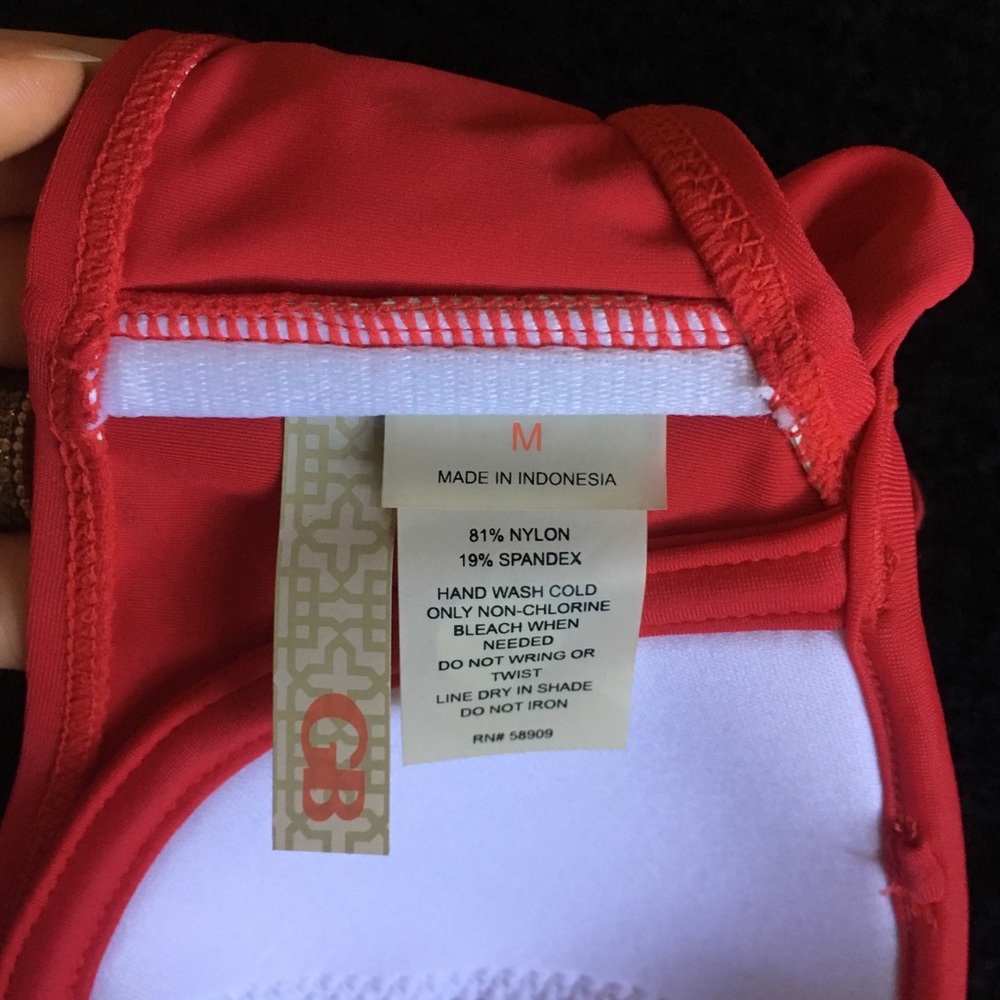 M
MADE IN INDONESIA
81% NYLON
19% SPANDEX
HAND WASH COLD
ONLY NON-CHLORINE
BLEACH WHEN
NEEDED
DO NOT WRING OR
TWIST
LINE DRY IN SHADE
DO NOT IRON
RN# 58909
GB